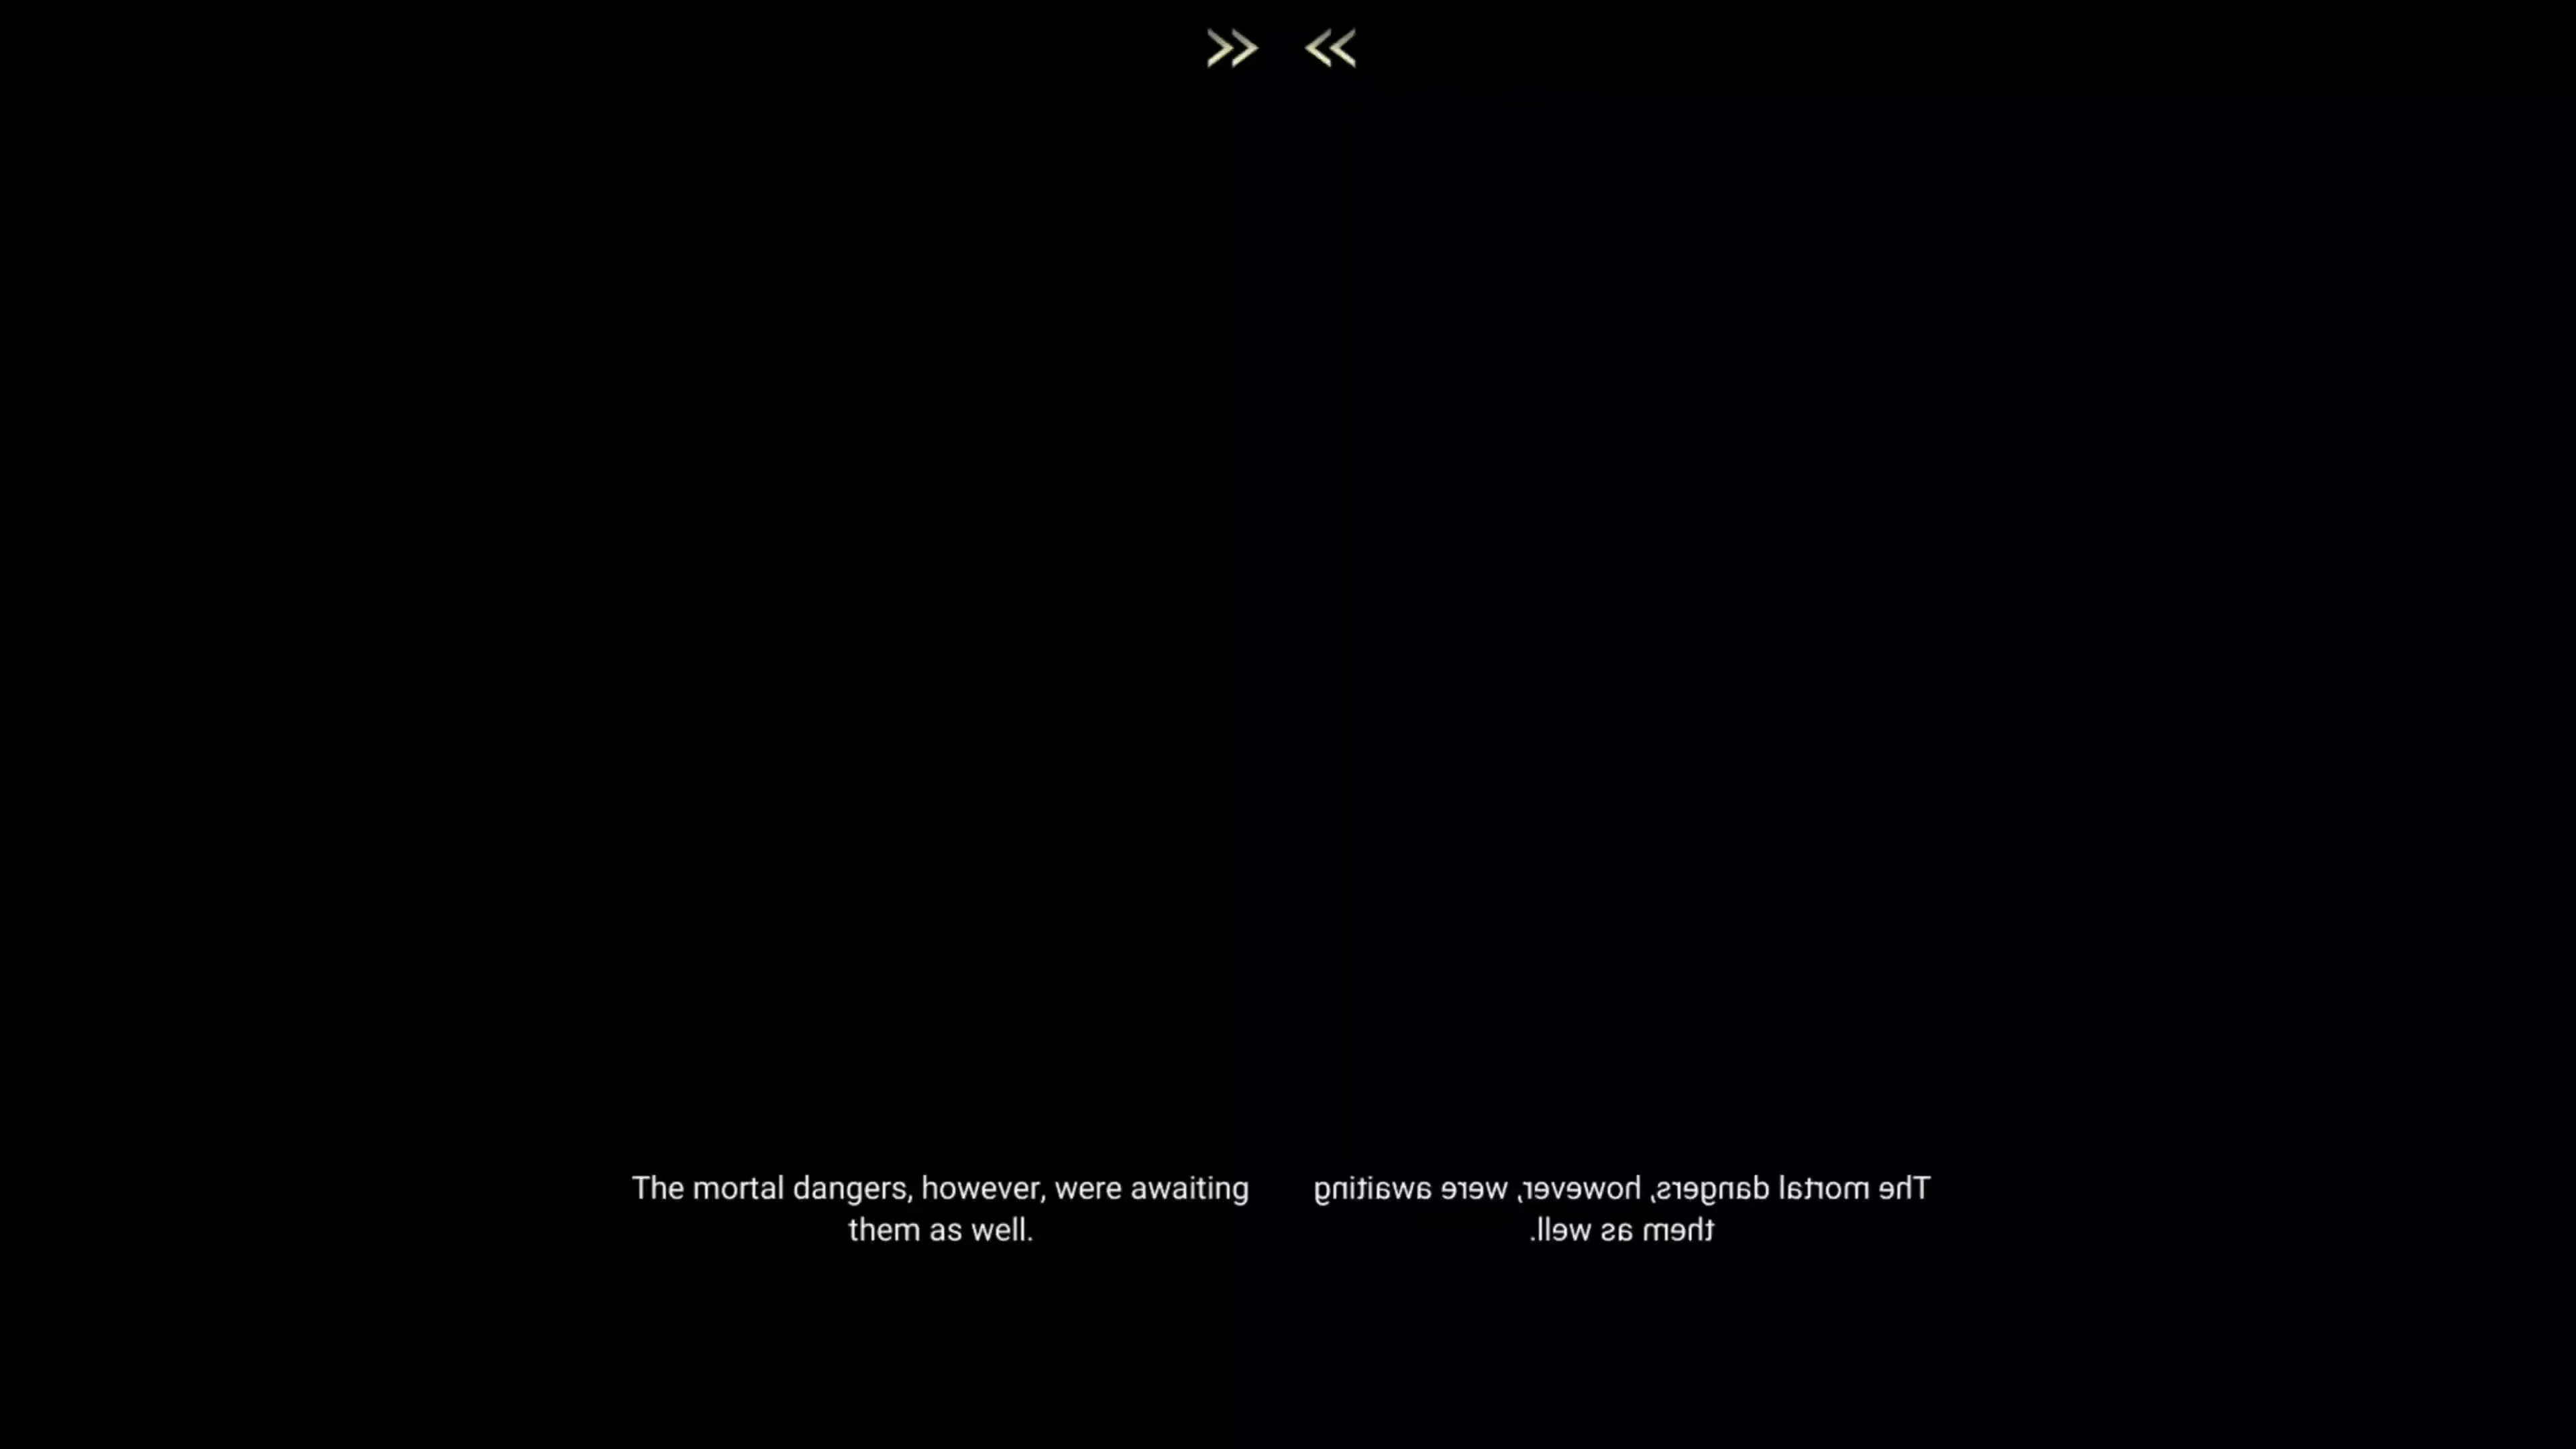 The mortal dangers, however, were awaiting
them as well.
The mortal dangers, however, were awaiting
them as well.